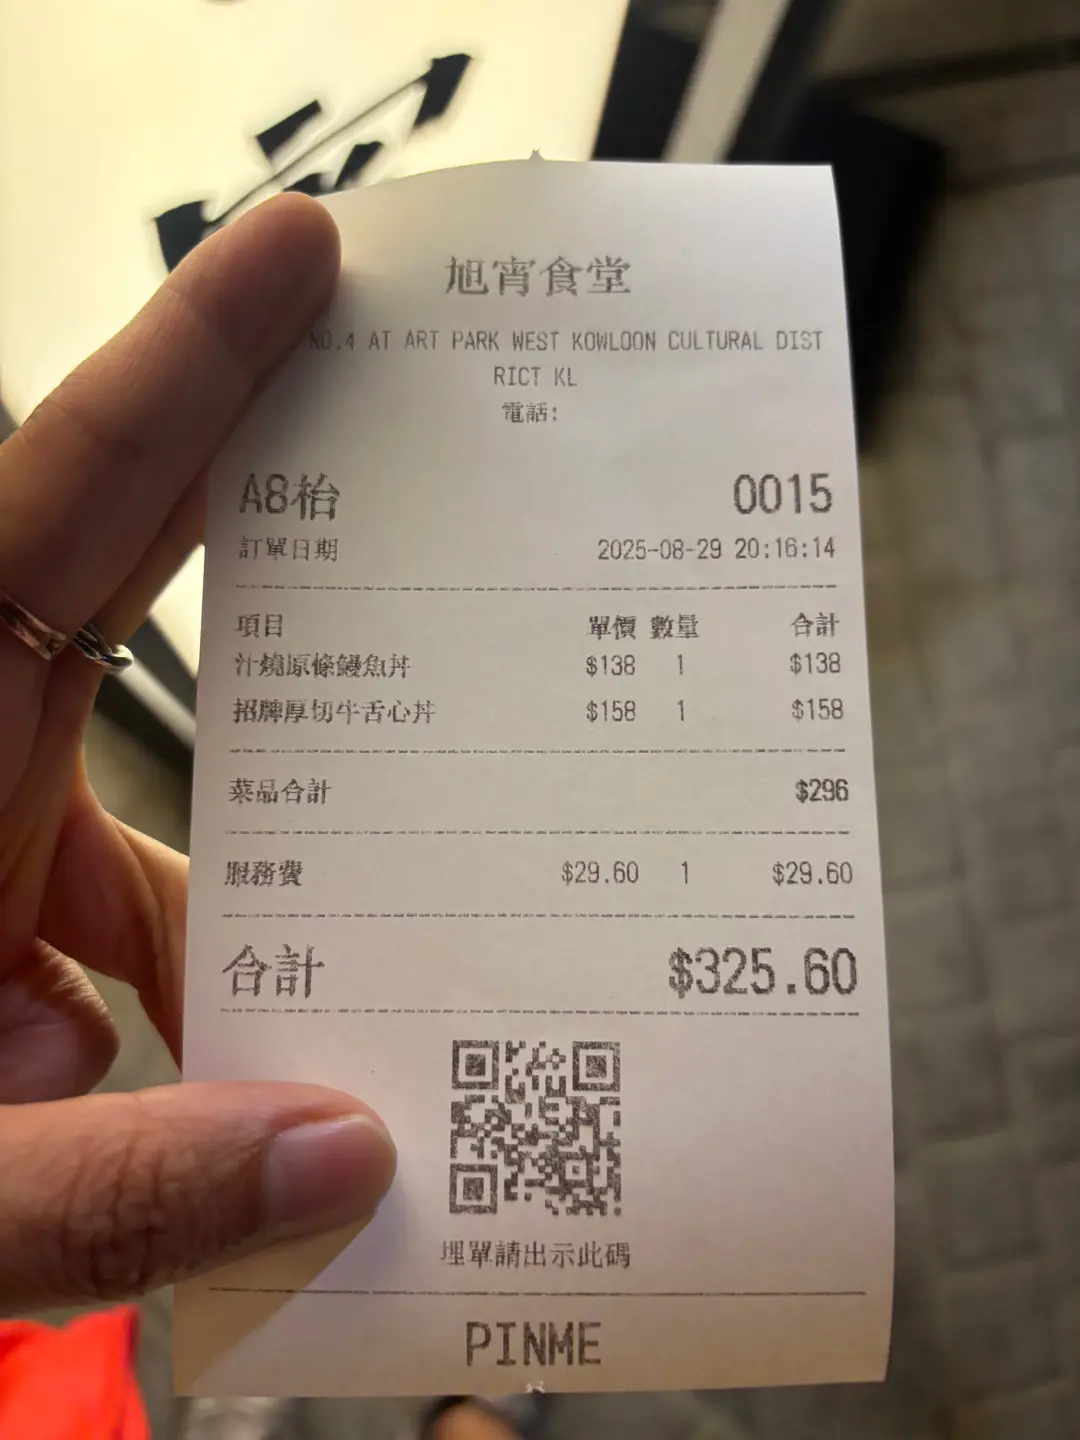 旭宵食堂
NO.4 AT ART PARK WEST KOWLOON CULTURAL DIST
RICT KL
電話:
A8枱 0015
訂單日期 2025-08-29 20:16:14
項目 單價 數量 合計
汁燒原條鰻魚丼 $138 1 $138
招牌厚切牛舌心丼 $158 1 $158
菜品合計 $296
服務費 $29.60 1 $29.60
合計 $325.60
埋單請出示此碼
PINME